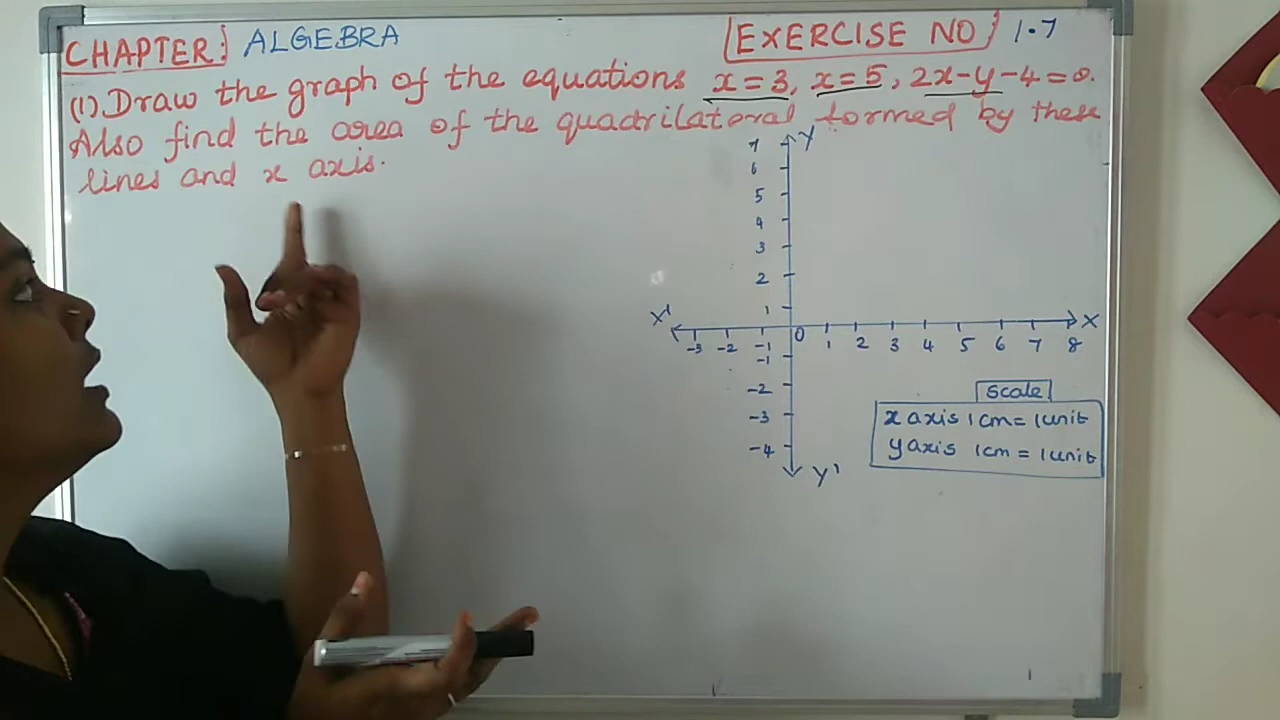 CHAPTER: ALGEBRA EXERCISE NO 1.7
(1). Draw the graph of the equations x = 3, x = 5, 2x - y - 4 = 0.
Also find the area of the quadrilateral formed by these
lines and x axis.
Y
7
6
5
4
3
2
1
X' X
-3 -2 -1 0 1 2 3 4 5 6 7 8
-1
-2
-3
-4
Y'
Scale
x axis 1cm = 1unit
y axis 1cm = 1unit